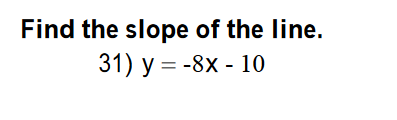 Find the slope of the line.
31) y = -8x - 10